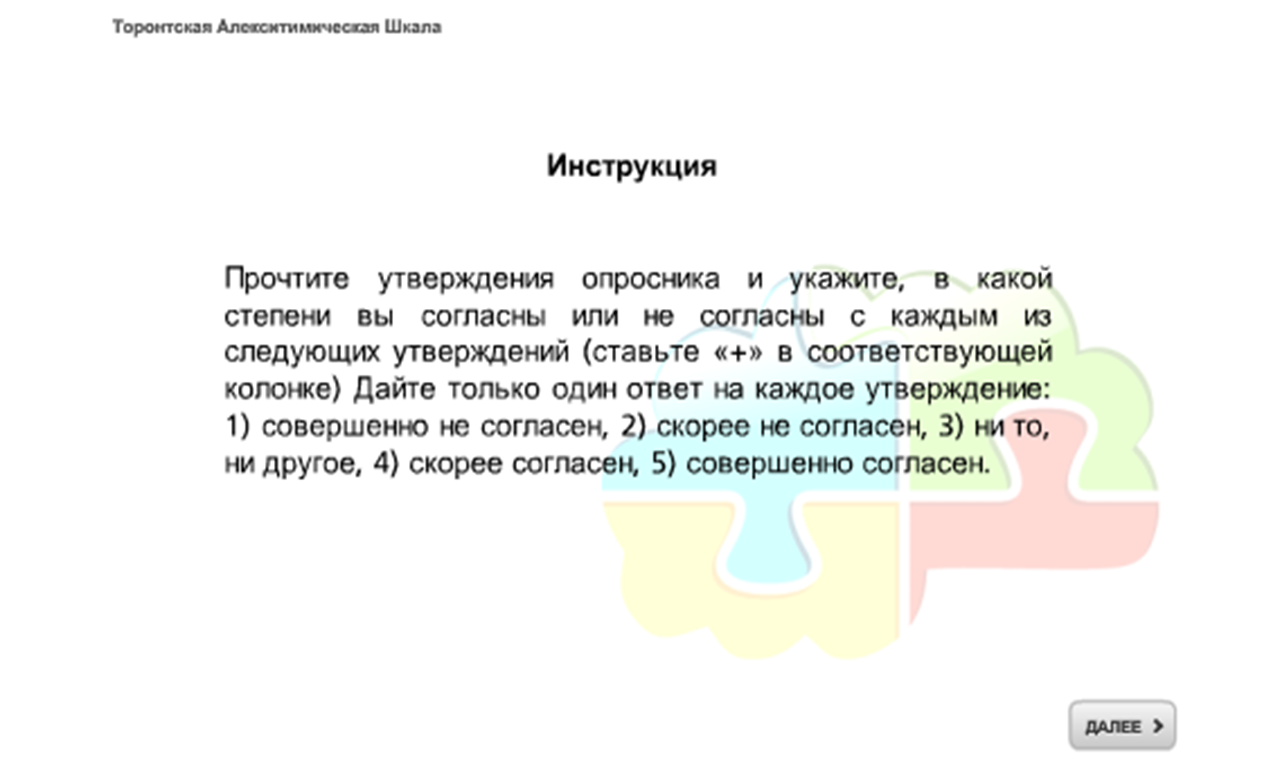 Торонтская Алекситимическая Шкала
Инструкция
Прочтите утверждения опросника и укажите, в какой
степени вы согласны или не согласны с каждым из
следующих утверждений (ставьте «+» в соответствующей
колонке) Дайте только один ответ на каждое утверждение:
1) совершенно не согласен, 2) скорее не согласен, 3) ни то,
ни другое, 4) скорее согласен, 5) совершенно согласен.
ДАЛЕЕ >